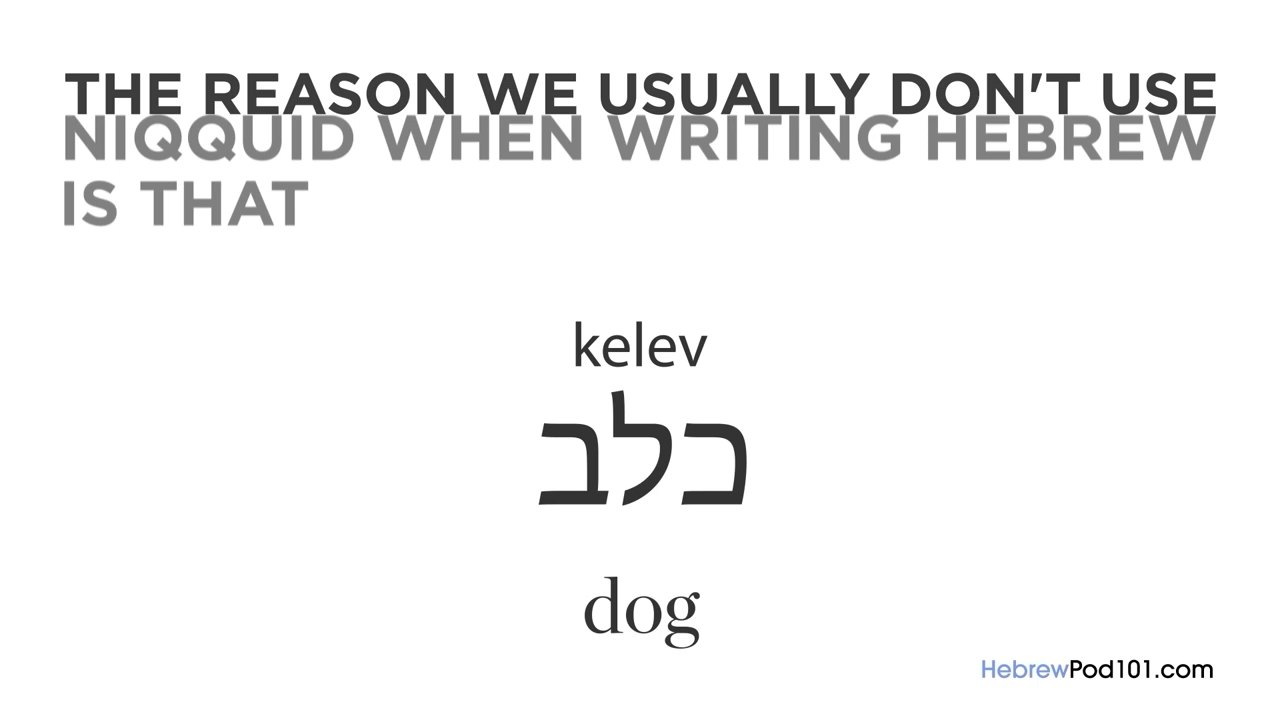 THE REASON WE USUALLY DON'T USE
NIQQUID WHEN WRITING HEBREW
IS THAT
kelev
כלב
dog
HebrewPod101.com